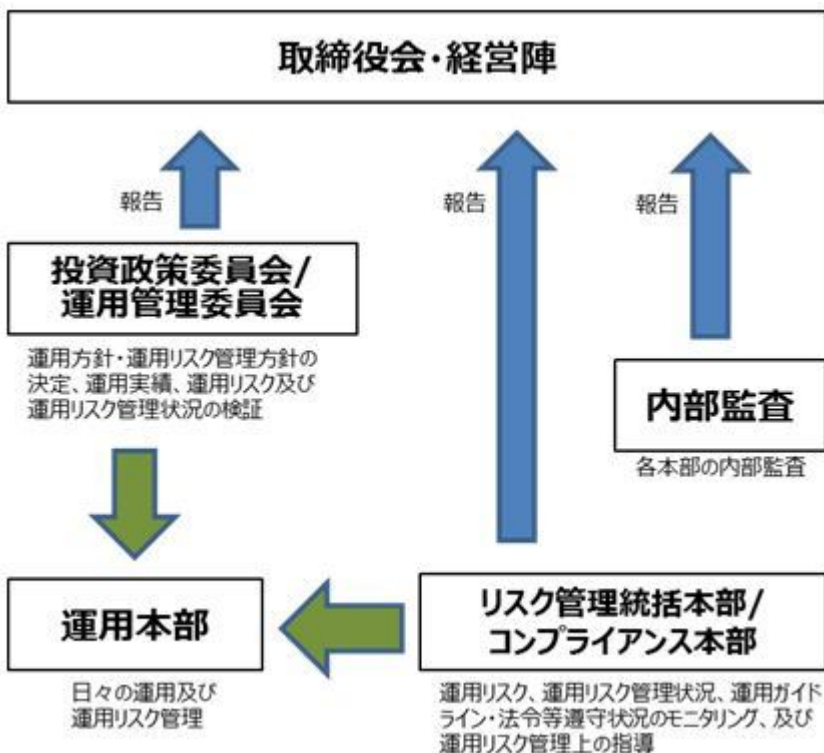 取締役会・経営陣
報告
報告
報告
投資政策委員会/
運用管理委員会
運用方針・運用リスク管理方針の
決定、運用実績、運用リスク及び
運用リスク管理状況の検証
内部監査
各本部の内部監査
運用本部
日々の運用及び
運用リスク管理
リスク管理統括本部/
コンプライアンス本部
運用リスク、運用リスク管理状況、運用ガイド
ライン・法令等遵守状況のモニタリング、及び
運用リスク管理上の指導